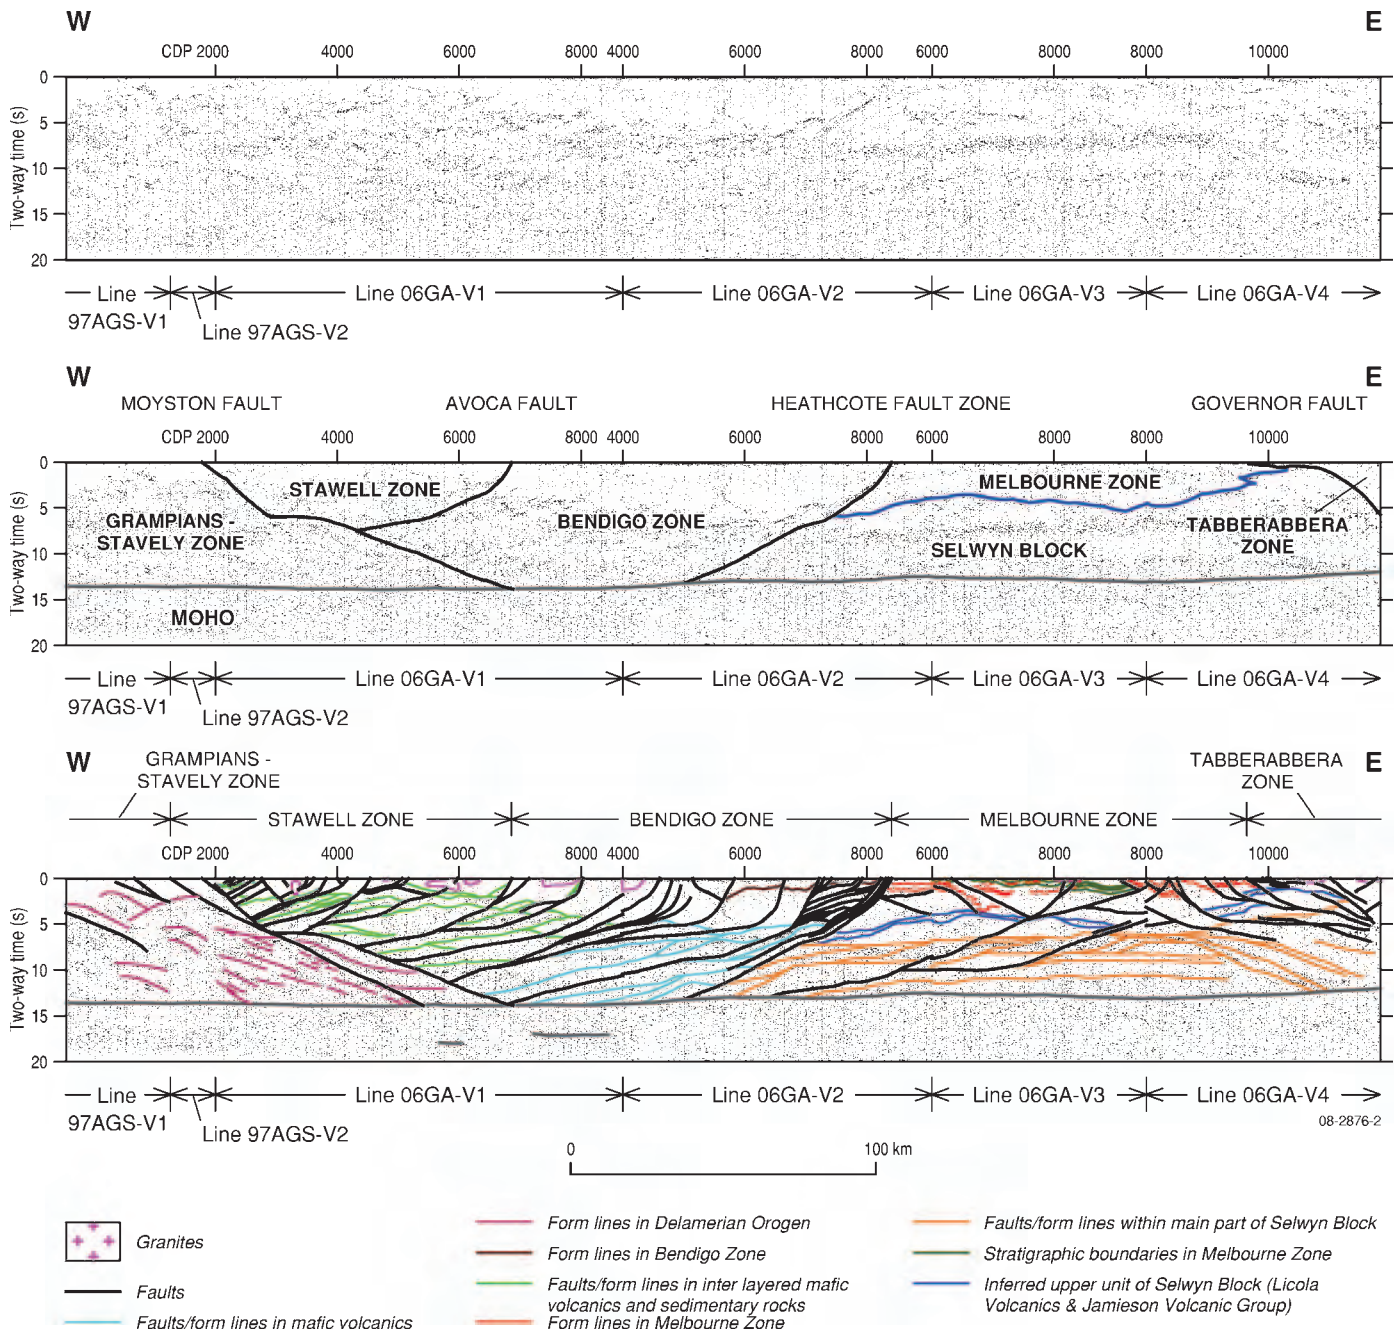 W E
CDP 2000 4000 6000 8000 4000 6000 8000 6000 8000 10000
0
5
10
15
20
Two-way time (s)
Line 97AGS-V1
Line 97AGS-V2
Line 06GA-V1
Line 06GA-V2
Line 06GA-V3
Line 06GA-V4
W E
MOYSTON FAULT AVOCA FAULT HEATHCOTE FAULT ZONE GOVERNOR FAULT
CDP 2000 4000 6000 8000 4000 6000 8000 6000 8000 10000
0
5
10
15
20
Two-way time (s)
STAWELL ZONE
GRAMPIANS -
STAVELY ZONE
BENDIGO ZONE
MELBOURNE ZONE
SELWYN BLOCK
TABBERABBERA
ZONE
MOHO
Line 97AGS-V1
Line 97AGS-V2
Line 06GA-V1
Line 06GA-V2
Line 06GA-V3
Line 06GA-V4
W E
GRAMPIANS -
STAVELY ZONE
TABBERABBERA
ZONE
STAWELL ZONE BENDIGO ZONE MELBOURNE ZONE
CDP 2000 4000 6000 8000 4000 6000 8000 6000 8000 10000
0
5
10
15
20
Two-way time (s)
Line 97AGS-V1
Line 97AGS-V2
Line 06GA-V1
Line 06GA-V2
Line 06GA-V3
Line 06GA-V4
08-2876-2
0 100 km
Granites
Faults
Faults/form lines in mafic volcanics
Form lines in Delamerian Orogen
Form lines in Bendigo Zone
Faults/form lines in inter layered mafic
volcanics and sedimentary rocks
Form lines in Melbourne Zone
Faults/form lines within main part of Selwyn Block
Stratigraphic boundaries in Melbourne Zone
Inferred upper unit of Selwyn Block (Licola
Volcanics & Jamieson Volcanic Group)